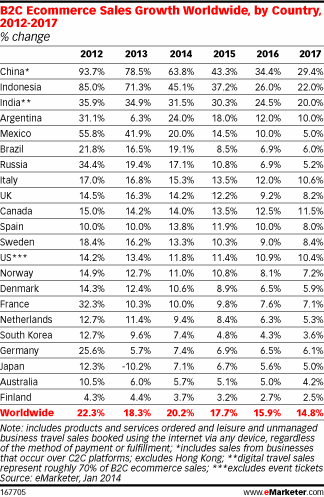 B2C Ecommerce Sales Growth Worldwide, by Country,
2012-2017
% change
2012 2013 2014 2015 2016 2017
China* 93.7% 78.5% 63.8% 43.3% 34.4% 29.4%
Indonesia 85.0% 71.3% 45.1% 37.2% 26.0% 22.0%
India** 35.9% 34.9% 31.5% 30.3% 24.5% 20.0%
Argentina 31.1% 6.3% 24.0% 18.0% 12.0% 10.0%
Mexico 55.8% 41.9% 20.0% 14.5% 10.0% 5.0%
Brazil 21.8% 16.5% 19.1% 8.5% 6.9% 6.0%
Russia 34.4% 19.4% 17.1% 10.8% 6.9% 5.2%
Italy 17.0% 16.8% 15.3% 13.5% 12.0% 10.6%
UK 14.5% 16.3% 14.2% 12.2% 9.2% 8.2%
Canada 15.0% 14.2% 14.0% 13.5% 12.5% 11.5%
Spain 10.0% 10.0% 13.8% 11.9% 10.0% 8.0%
Sweden 18.4% 16.2% 13.3% 10.3% 9.0% 8.4%
US*** 14.2% 13.4% 11.8% 11.4% 10.9% 10.4%
Norway 14.9% 12.7% 11.0% 10.8% 8.1% 7.2%
Denmark 14.3% 12.4% 10.6% 8.9% 6.5% 5.9%
France 32.3% 10.3% 10.0% 9.8% 7.6% 7.1%
Netherlands 12.7% 11.4% 9.4% 8.4% 6.3% 5.3%
South Korea 12.7% 9.6% 7.4% 4.8% 4.3% 3.6%
Germany 25.6% 5.7% 7.4% 6.9% 6.5% 6.1%
Japan 12.3% -10.2% 7.1% 6.7% 5.6% 5.0%
Australia 10.5% 6.0% 5.7% 5.1% 5.0% 4.2%
Finland 4.3% 4.4% 3.7% 3.2% 2.7% 2.5%
Worldwide 22.3% 18.3% 20.2% 17.7% 15.9% 14.8%
Note: includes products and services ordered and leisure and unmanaged
business travel sales booked using the internet via any device, regardless
of the method of payment or fulfillment; *includes sales from businesses
that occur over C2C platforms; excludes Hong Kong; **digital travel sales
represent roughly 70% of B2C ecommerce sales; ***excludes event tickets
Source: eMarketer, Jan 2014
167705 www.eMarketer.com